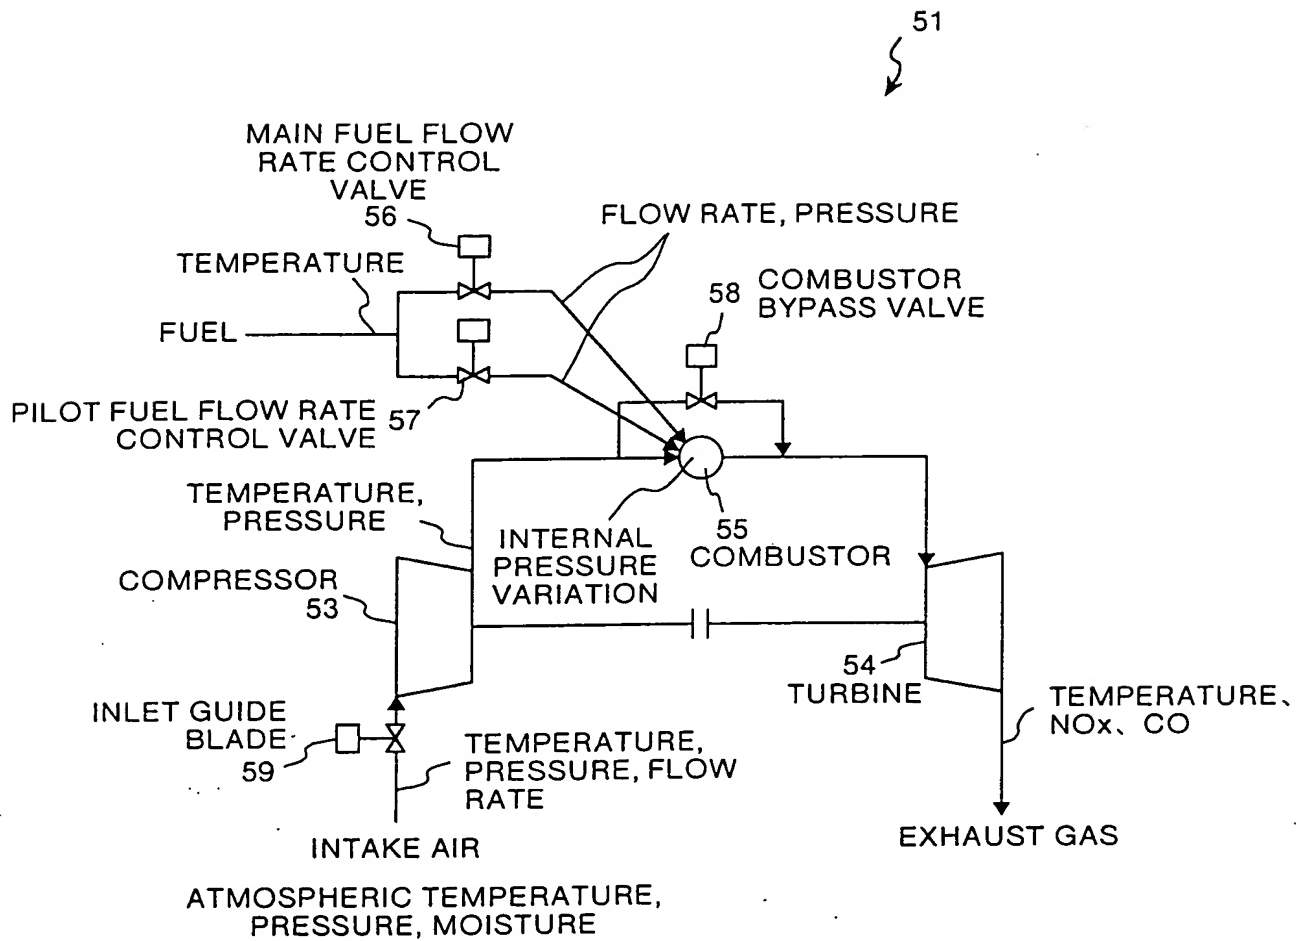 51
MAIN FUEL FLOW
RATE CONTROL
VALVE
56
FLOW RATE, PRESSURE
TEMPERATURE
FUEL
58
COMBUSTOR
BYPASS VALVE
PILOT FUEL FLOW RATE
CONTROL VALVE
57
TEMPERATURE,
PRESSURE
INTERNAL
PRESSURE
VARIATION
55
COMBUSTOR
COMPRESSOR
53
54
TURBINE
INLET GUIDE
BLADE
59
TEMPERATURE,
PRESSURE, FLOW
RATE
TEMPERATURE、
NOx、CO
INTAKE AIR
EXHAUST GAS
ATMOSPHERIC TEMPERATURE,
PRESSURE, MOISTURE